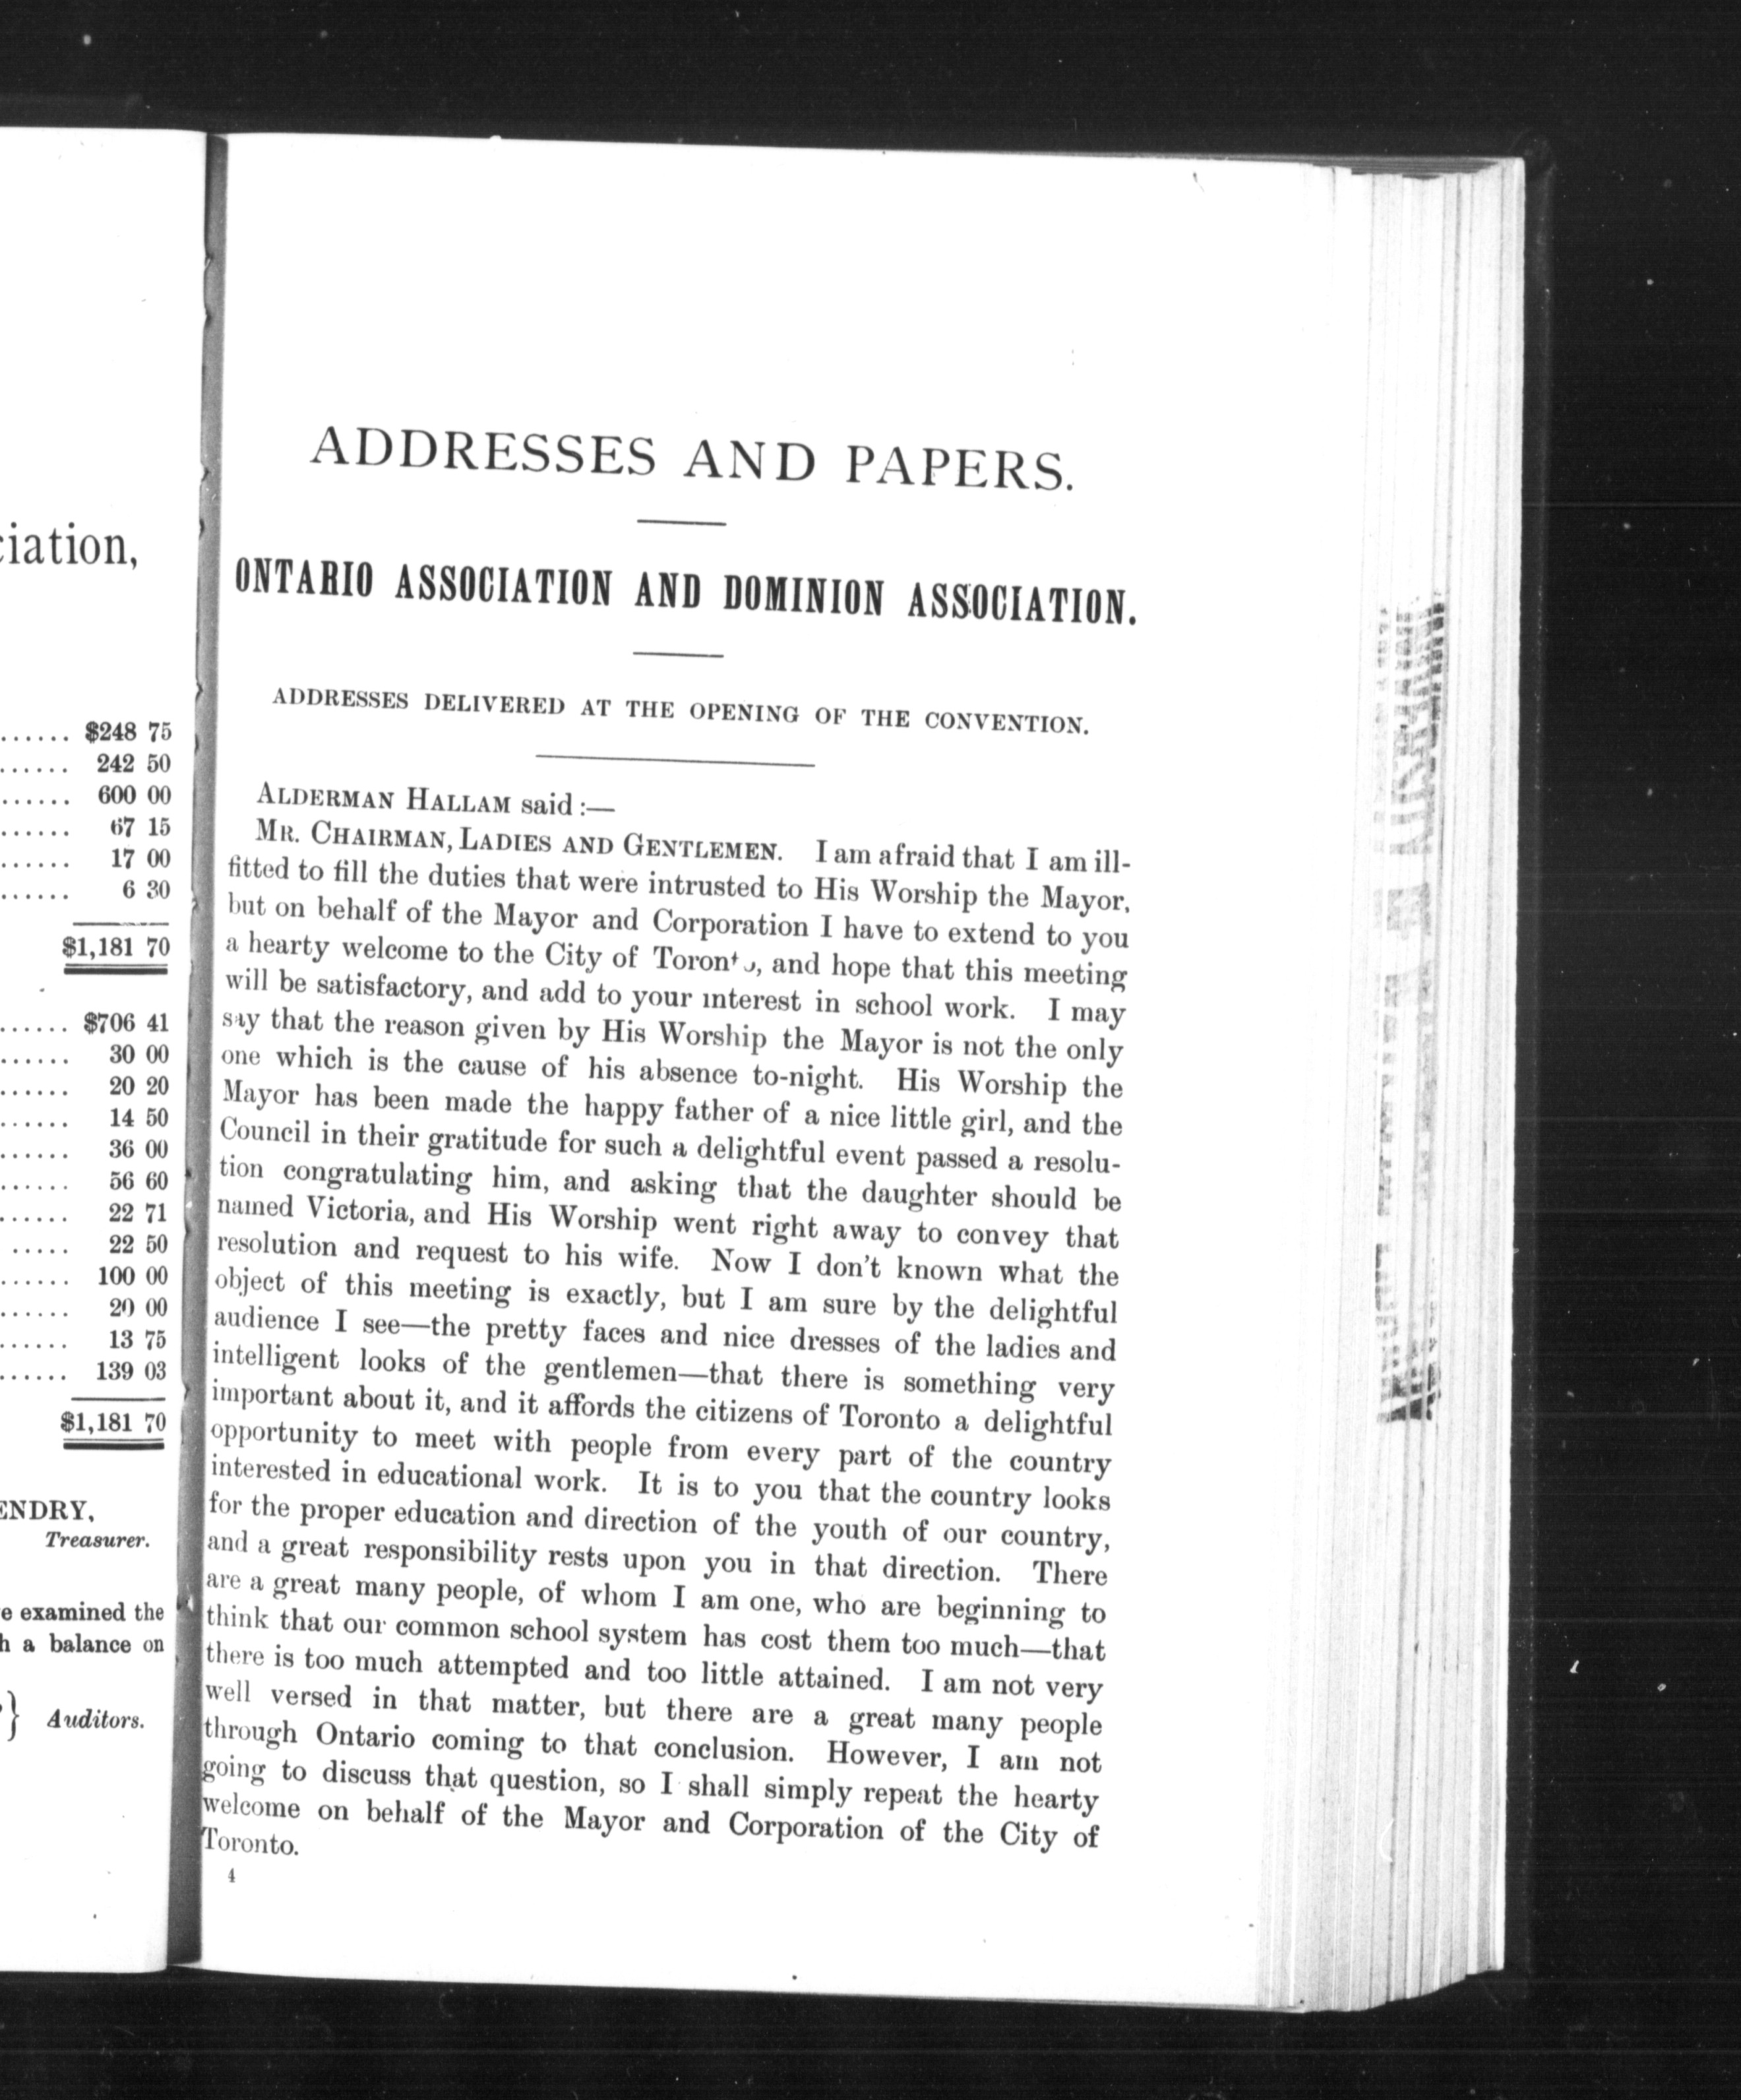 ciation,
...... $248 75
...... 242 50
...... 600 00
...... 67 15
...... 17 00
...... 6 30
$1,181 70
...... $706 41
...... 30 00
...... 20 20
...... 14 50
...... 36 00
...... 56 60
...... 22 71
..... 22 50
...... 100 00
...... 20 00
...... 13 75
...... 139 03
$1,181 70
ENDRY,
Treasurer.
e examined the
h a balance on
} Auditors.
ADDRESSES AND PAPERS.
ONTARIO ASSOCIATION AND DOMINION ASSOCIATION.
ADDRESSES DELIVERED AT THE OPENING OF THE CONVENTION.
ALDERMAN HALLAM said :—
MR. CHAIRMAN, LADIES AND GENTLEMEN. I am afraid that I am ill-
fitted to fill the duties that were intrusted to His Worship the Mayor,
but on behalf of the Mayor and Corporation I have to extend to you
a hearty welcome to the City of Toronto, and hope that this meeting
will be satisfactory, and add to your interest in school work. I may
say that the reason given by His Worship the Mayor is not the only
one which is the cause of his absence to-night. His Worship the
Mayor has been made the happy father of a nice little girl, and the
Council in their gratitude for such a delightful event passed a resolu-
tion congratulating him, and asking that the daughter should be
named Victoria, and His Worship went right away to convey that
resolution and request to his wife. Now I don't known what the
object of this meeting is exactly, but I am sure by the delightful
audience I see—the pretty faces and nice dresses of the ladies and
intelligent looks of the gentlemen—that there is something very
important about it, and it affords the citizens of Toronto a delightful
opportunity to meet with people from every part of the country
interested in educational work. It is to you that the country looks
for the proper education and direction of the youth of our country,
and a great responsibility rests upon you in that direction. There
are a great many people, of whom I am one, who are beginning to
think that our common school system has cost them too much—that
there is too much attempted and too little attained. I am not very
well versed in that matter, but there are a great many people
through Ontario coming to that conclusion. However, I am not
going to discuss that question, so I shall simply repeat the hearty
welcome on behalf of the Mayor and Corporation of the City of
Toronto.
4